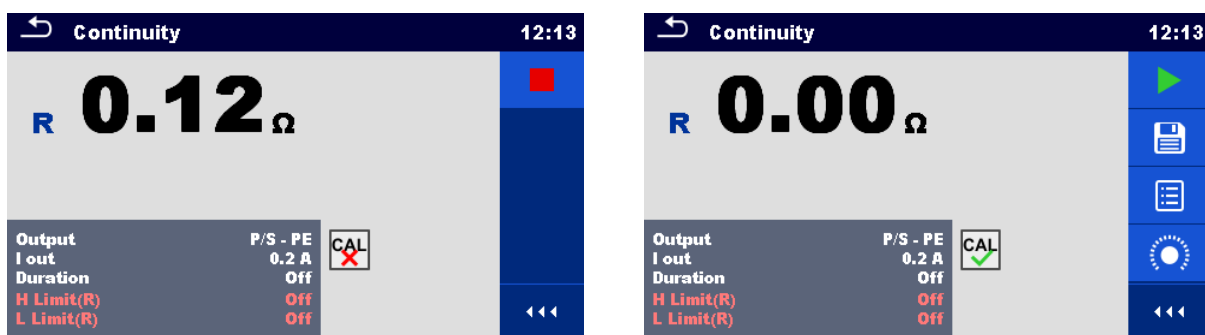 Continuity 12:13
R 0.12 Ω
Output P/S - PE
I out 0.2 A
Duration Off
H Limit(R) Off
L Limit(R) Off
CAL
Continuity 12:13
R 0.00 Ω
Output P/S - PE
I out 0.2 A
Duration Off
H Limit(R) Off
L Limit(R) Off
CAL